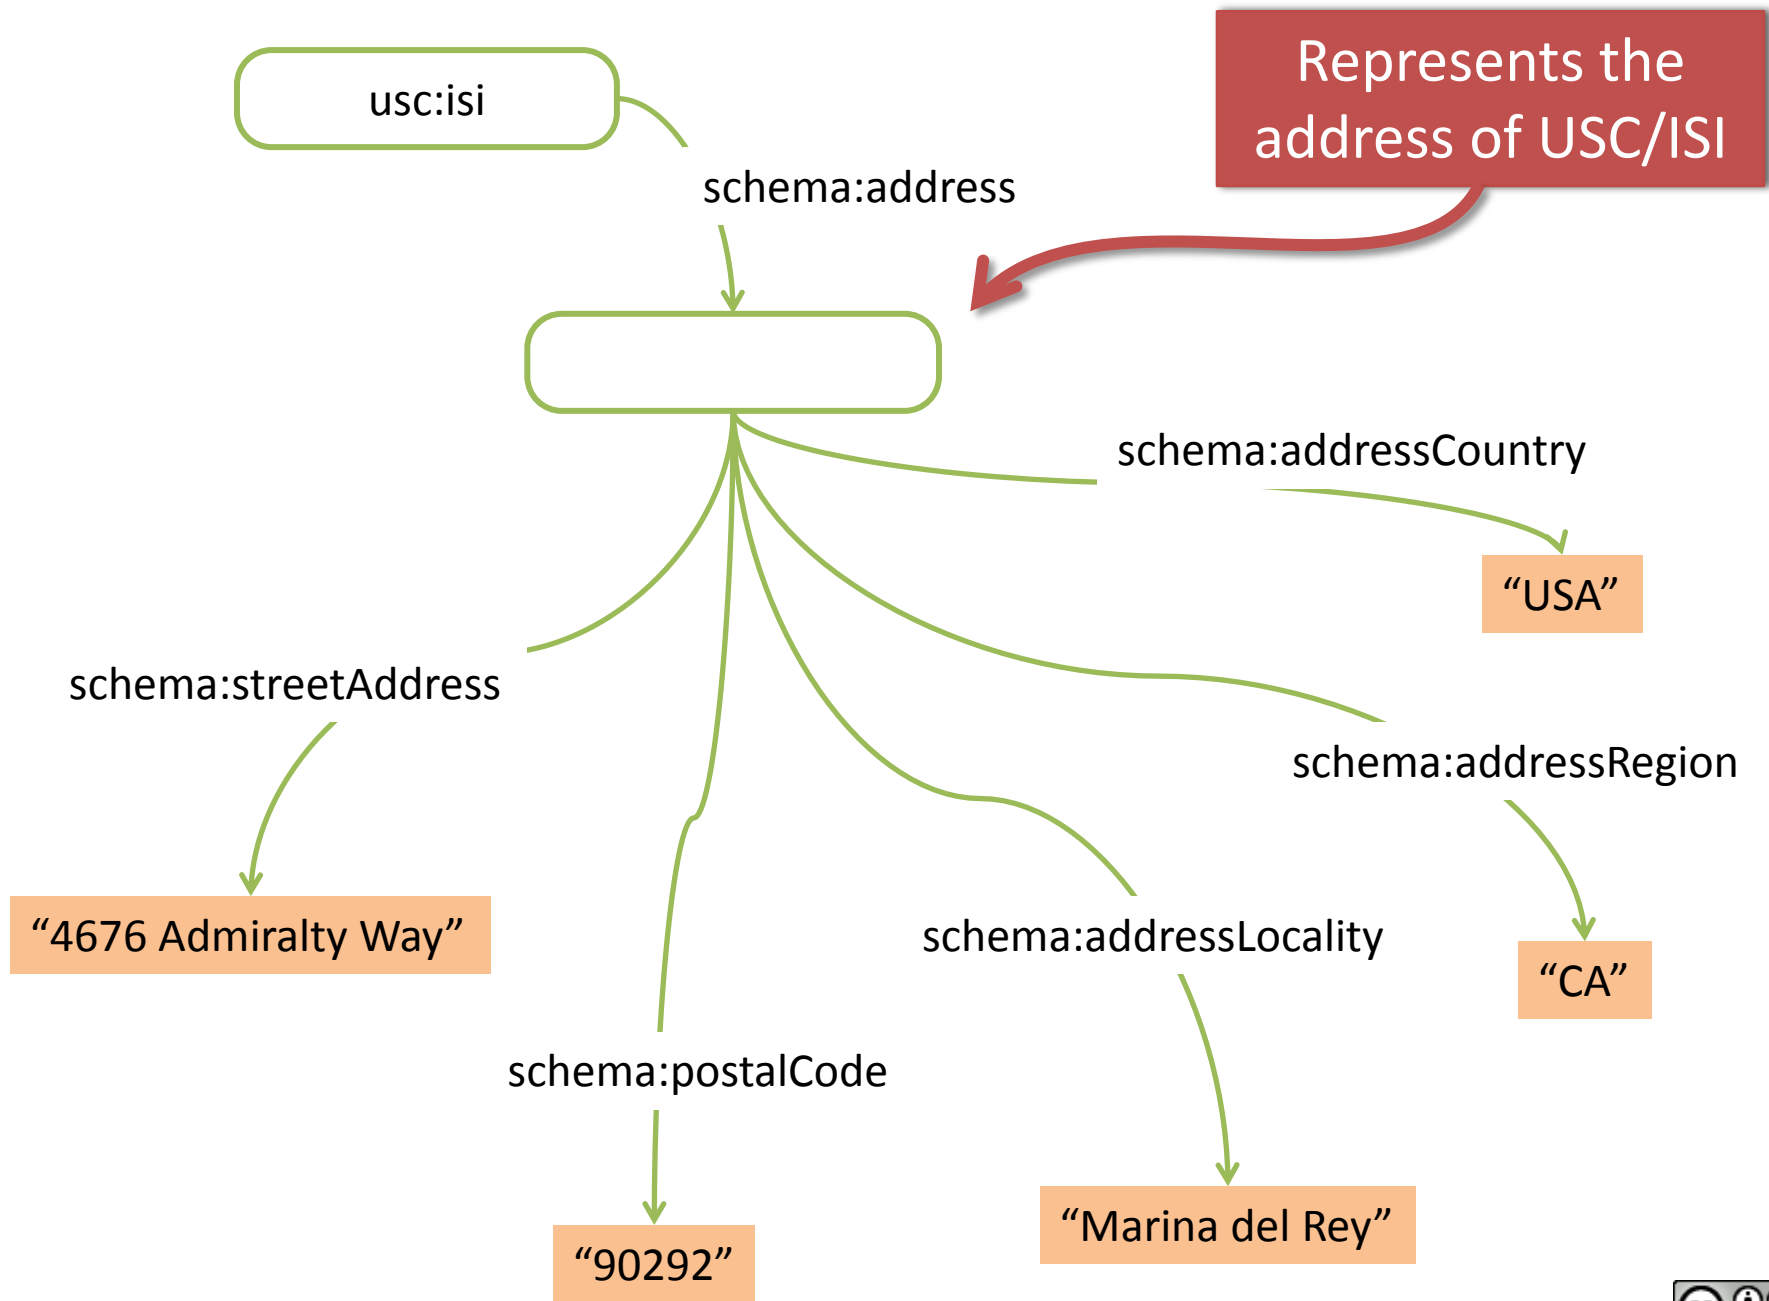 usc:isi
Represents the
address of USC/ISI
schema:address
schema:addressCountry
“USA”
schema:streetAddress
schema:addressRegion
“4676 Admiralty Way”
schema:addressLocality
“CA”
schema:postalCode
“Marina del Rey”
“90292”